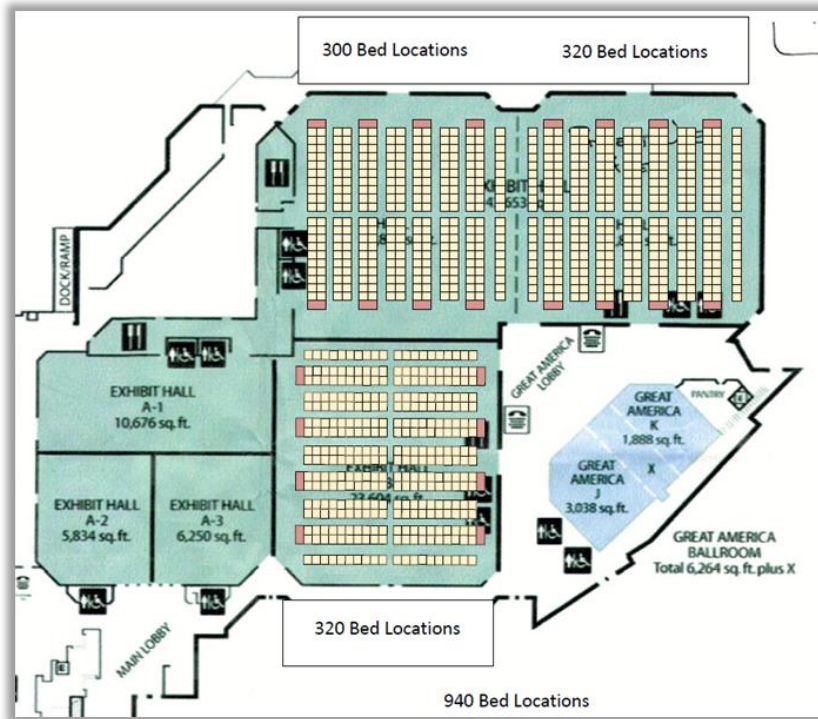 300 Bed Locations
320 Bed Locations
DOCK/RAMP
GREAT AMERICA
LOBBY
EXHIBIT HALL
A-1
10,676 sq. ft.
EXHIBIT HALL
A-2
5,834 sq. ft.
EXHIBIT HALL
A-3
6,250 sq. ft.
PANTRY
GREAT
AMERICA
K
1,888 sq. ft.
X
GREAT
AMERICA
J
3,038 sq. ft.
GREAT AMERICA
BALLROOM
Total 6,264 sq. ft. plus X
MAIN LOBBY
E
320 Bed Locations
940 Bed Locations